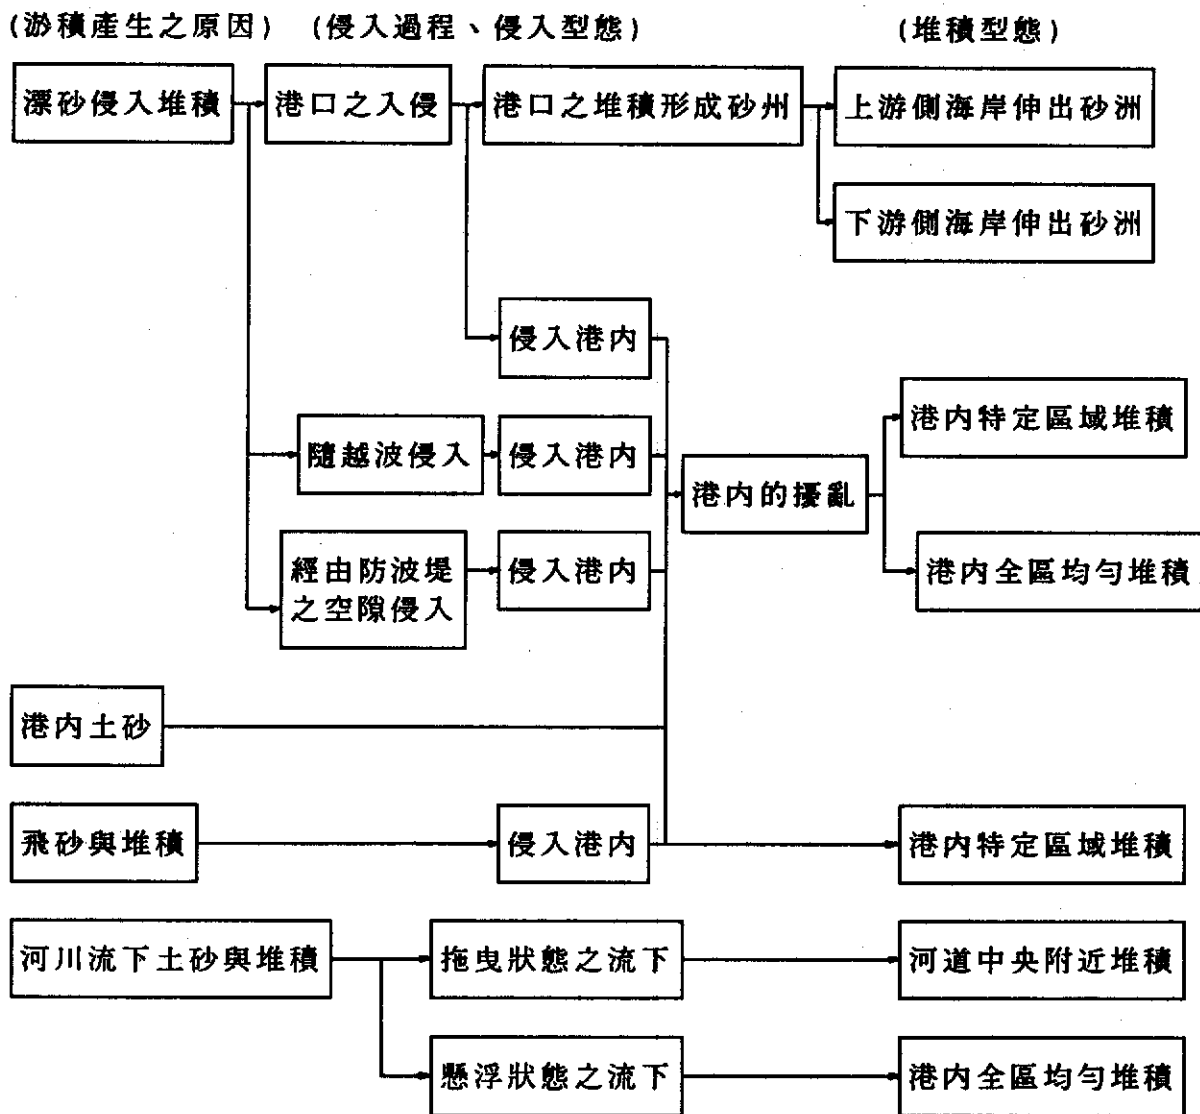 (淤積產生之原因) (侵入過程、侵入型態) (堆積型態)
漂砂侵入堆積
港口之入侵
港口之堆積形成砂州
上游側海岸伸出砂洲
下游側海岸伸出砂洲
侵入港內
隨越波侵入
侵入港內
經由防波堤
之空隙侵入
侵入港內
港內的擾亂
港內特定區域堆積
港內全區均勻堆積
港內土砂
飛砂與堆積
侵入港內
港內特定區域堆積
河川流下土砂與堆積
拖曳狀態之流下
河道中央附近堆積
懸浮狀態之流下
港內全區均勻堆積